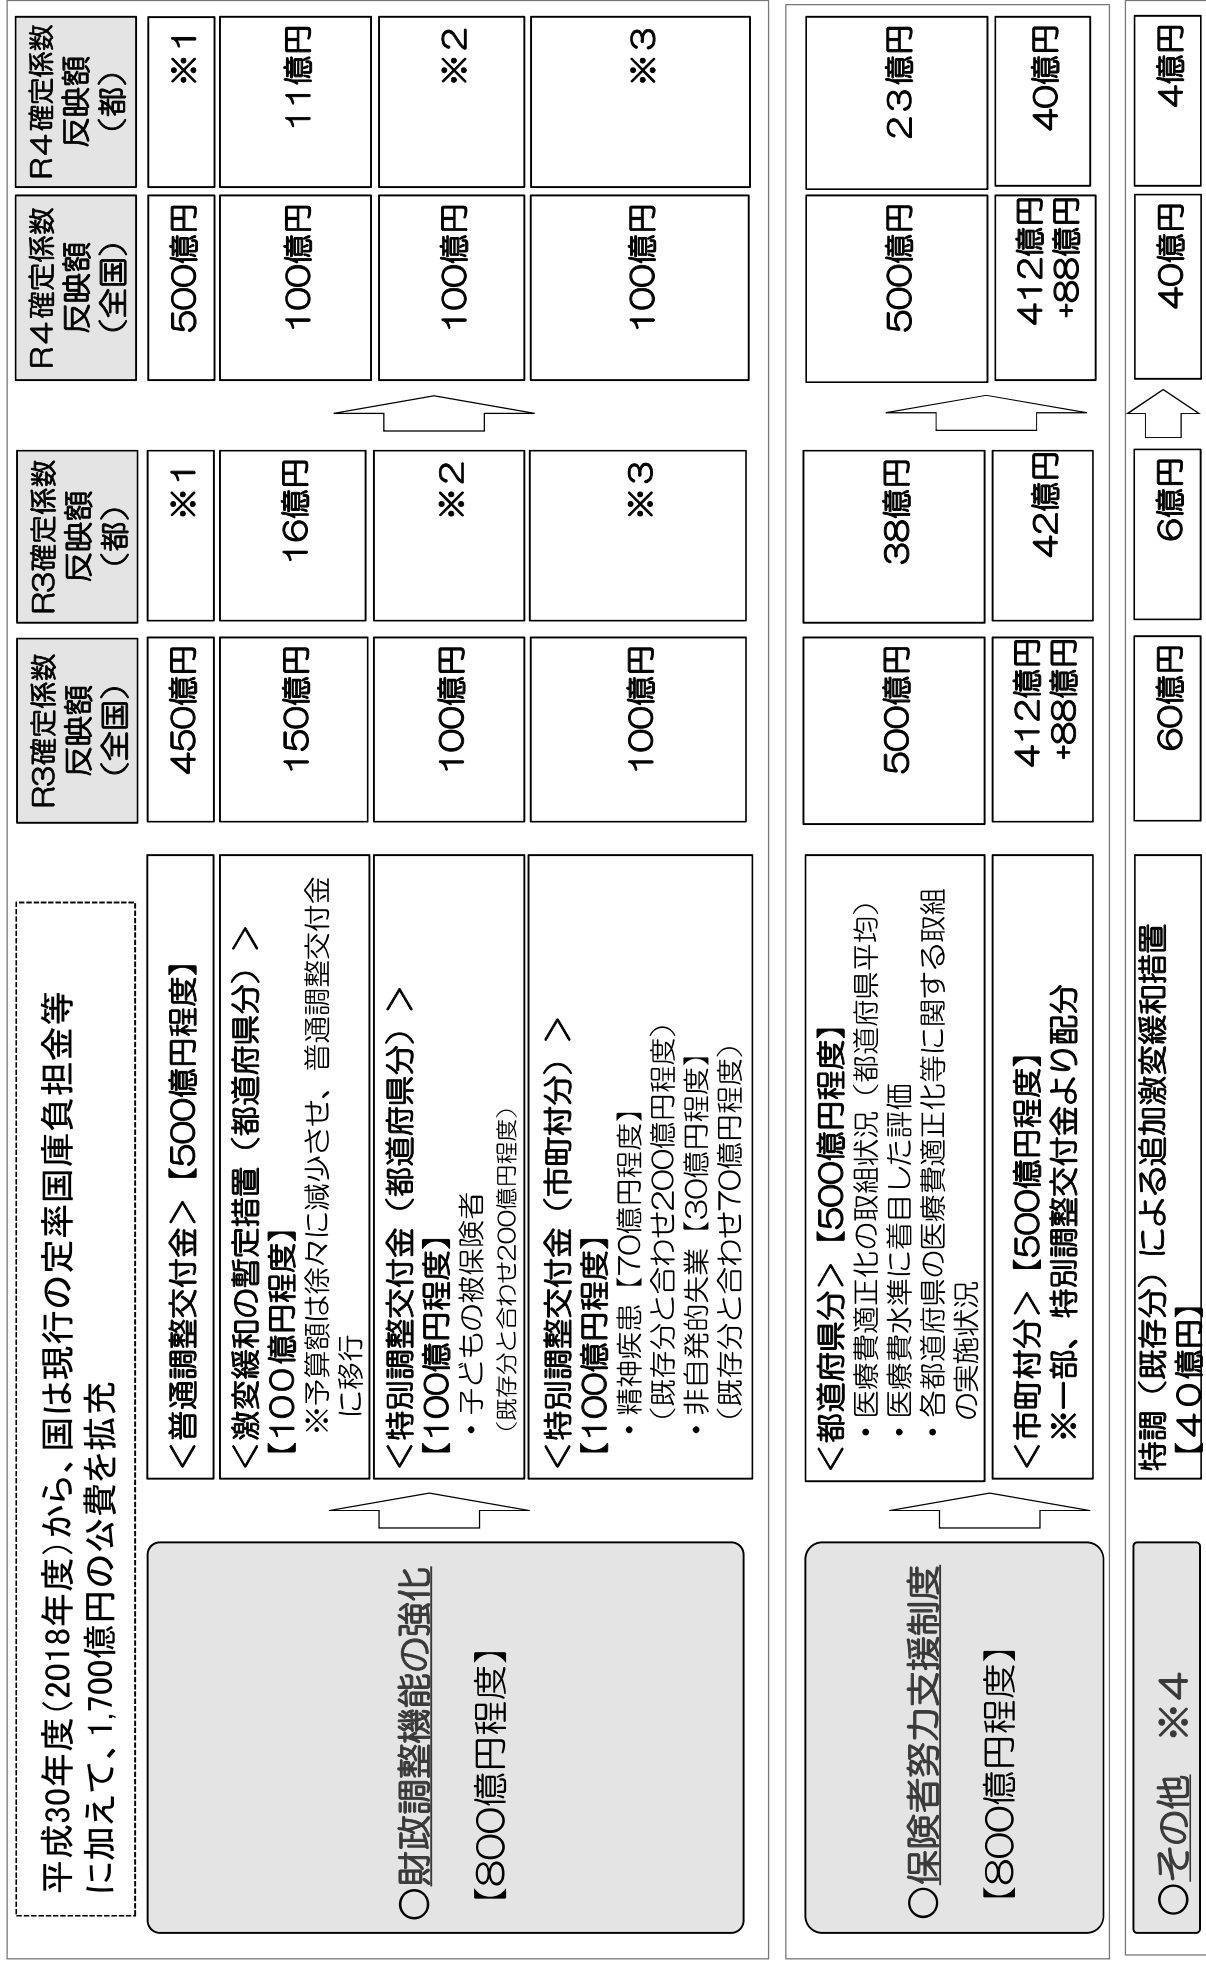 平成30年度(2018年度)から、国は現行の定率国庫負担金等
に加えて、1,700億円の公費を拡充
R3確定係数
反映額
（全国）
R3確定係数
反映額
（都）
R4確定係数
反映額
（全国）
R4確定係数
反映額
（都）
○財政調整機能の強化
【800億円程度】
＜普通調整交付金＞【500億円程度】
450億円
※1
500億円
※1
＜激変緩和の暫定措置（都道府県分）＞
【100億円程度】
※予算額は徐々に減少させ、普通調整交付金
に移行
150億円
16億円
100億円
11億円
＜特別調整交付金（都道府県分）＞
【100億円程度】
・子どもの被保険者
（既存分と合わせ200億円程度）
100億円
※2
100億円
※2
＜特別調整交付金（市町村分）＞
【100億円程度】
・精神疾患【70億円程度】
（既存分と合わせ200億円程度）
・非自発的失業【30億円程度】
（既存分と合わせ70億円程度）
100億円
※3
100億円
※3
○保険者努力支援制度
【800億円程度】
＜都道府県分＞【500億円程度】
・医療費適正化の取組状況（都道府県平均）
・医療費水準に着目した評価
・各都道府県の医療費適正化等に関する取組
の実施状況
500億円
38億円
500億円
23億円
＜市町村分＞【500億円程度】
※一部、特別調整交付金より配分
412億円
+88億円
42億円
412億円
+88億円
40億円
○その他　※4
特調（既存分）による追加激変緩和措置
【40億円】
60億円
6億円
40億円
4億円